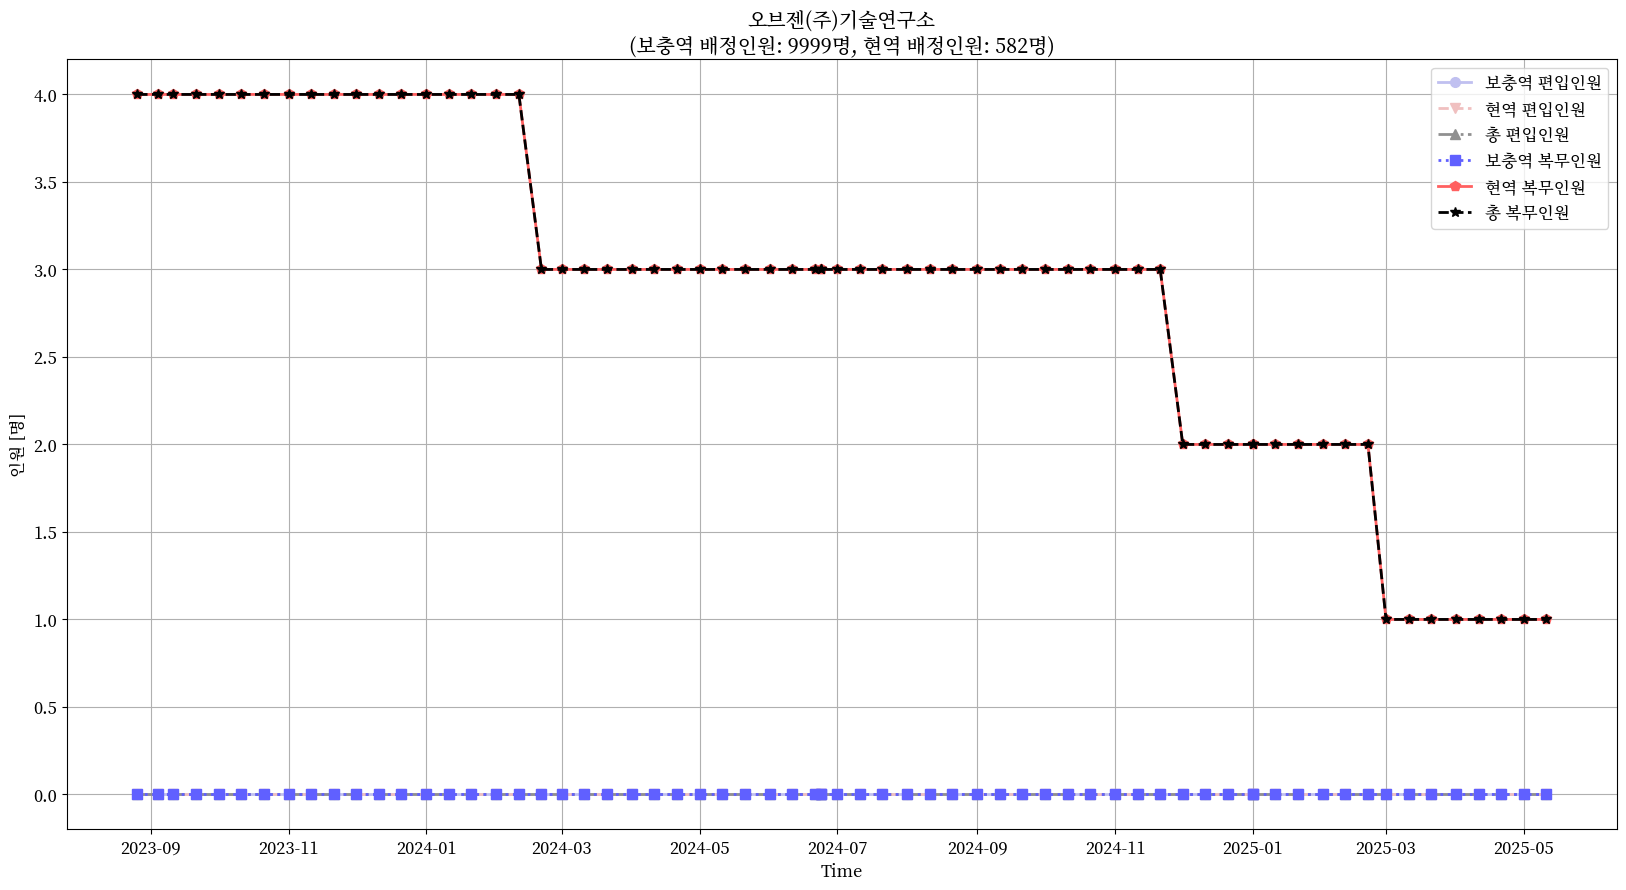 오브젠(주)기술연구소
(보충역 배정인원: 9999명, 현역 배정인원: 582명)
보충역 편입인원
현역 편입인원
총 편입인원
보충역 복무인원
현역 복무인원
총 복무인원
인원 [명]
4.0
3.5
3.0
2.5
2.0
1.5
1.0
0.5
0.0
2023-09
2023-11
2024-01
2024-03
2024-05
2024-07
2024-09
2024-11
2025-01
2025-03
2025-05
Time